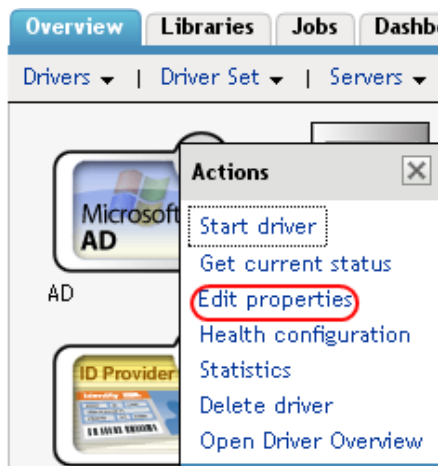 Overview Libraries Jobs Dashb
Drivers | Driver Set | Servers
Actions
Microsoft
AD
Start driver
Get current status
AD
Edit properties
Health configuration
ID Provider
Statistics
Delete driver
Open Driver Overview